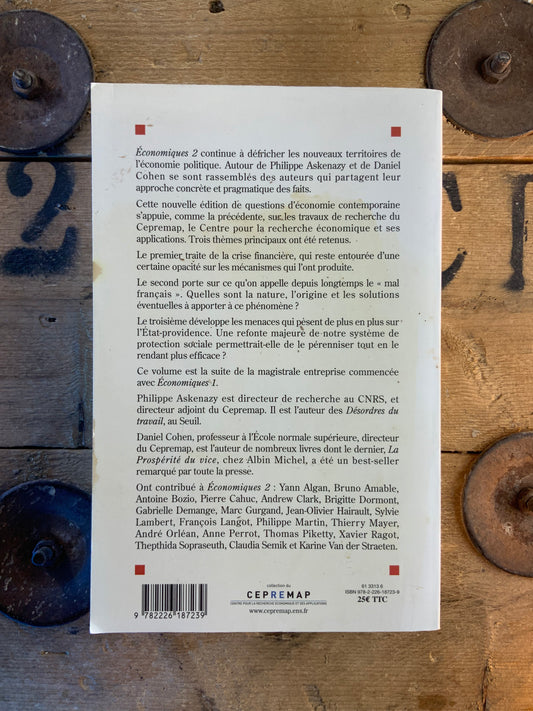 Économiques 2 continue à défricher les nouveaux territoires de
l'économie politique. Autour de Philippe Askenazy et de Daniel
Cohen se sont rassemblés des auteurs qui partagent leur
approche concrète et pragmatique des faits.
Cette nouvelle édition de questions d'économie contemporaine
s'appuie, comme la précédente, sur les travaux de recherche du
Cepremap, le Centre pour la recherche économique et ses
applications. Trois thèmes principaux ont été retenus.
Le premier traite de la crise financière, qui reste entourée d'une
certaine opacité sur les mécanismes qui l'ont produite.
Le second porte sur ce qu'on appelle depuis longtemps le « mal
français ». Quelles sont la nature, l'origine et les solutions
éventuelles à apporter à ce phénomène ?
Le troisième développe les menaces qui pèsent de plus en plus sur
l'État-providence. Une refonte majeure de notre système de
protection sociale permettrait-elle de le pérenniser tout en le
rendant plus efficace ?
Ce volume est la suite de la magistrale entreprise commencée
avec Économiques 1.
Philippe Askenazy est directeur de recherche au CNRS, et
directeur adjoint du Cepremap. Il est l'auteur des Désordres du
travail, au Seuil.
Daniel Cohen, professeur à l'École normale supérieure, directeur
du Cepremap, est l'auteur de nombreux livres dont le dernier, La
Prospérité du vice, chez Albin Michel, a été un best-seller
remarqué par toute la presse.
Ont contribué à Économiques 2 : Yann Algan, Bruno Amable,
Antoine Bozio, Pierre Cahuc, Andrew Clark, Brigitte Dormont,
Gabrielle Demange, Marc Gurgand, Jean-Olivier Hairault, Sylvie
Lambert, François Langot, Philippe Martin, Thierry Mayer,
André Orléan, Anne Perrot, Thomas Piketty, Xavier Ragot,
Thepthida Sopraseuth, Claudia Senik et Karine Van der Straeten.
9 782226 187239
collection du
CEPREMAP
CENTRE POUR LA RECHERCHE ÉCONOMIQUE ET SES APPLICATIONS
www.cepremap.ens.fr
61 3313 6
ISBN 978-2-226-18723-9
25€ TTC
2